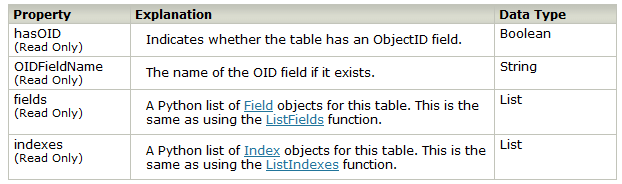 Property Explanation Data Type
hasOID Indicates whether the table has an ObjectID field. Boolean
(Read Only)
OIDFieldName The name of the OID field if it exists. String
(Read Only)
fields A Python list of Field objects for this table. This is the List
(Read Only) same as using the ListFields function.
indexes A Python list of Index objects for this table. This is the List
(Read Only) same as using the ListIndexes function.